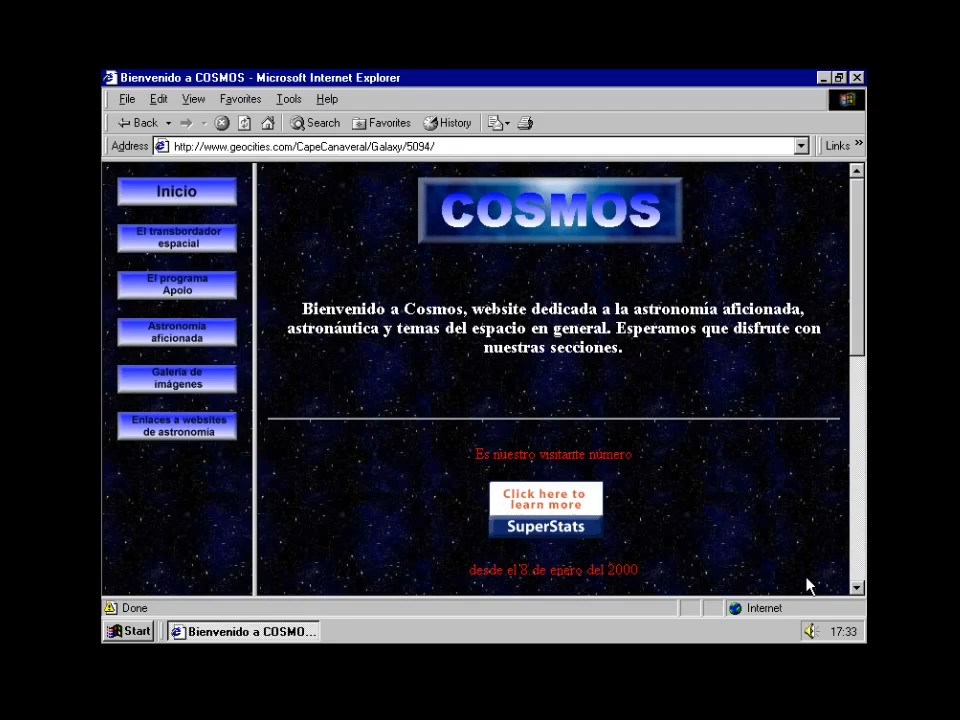 Bienvenido a COSMOS - Microsoft Internet Explorer
File Edit View Favorites Tools Help
Back Search Favorites History
Address http://www.geocities.com/CapeCanaveral/Galaxy/5094/ Links »
Inicio
El transbordador
espacial
El programa
Apolo
Astronomía
aficionada
Galería de
imágenes
Enlaces a websites
de astronomía
COSMOS
Bienvenido a Cosmos, website dedicada a la astronomía aficionada,
astronáutica y temas del espacio en general. Esperamos que disfrute con
nuestras secciones.
Es nuestro visitante número
Click here to
learn more
SuperStats
desde el 8 de enero del 2000
Done Internet
Start Bienvenido a COSMO... 17:33